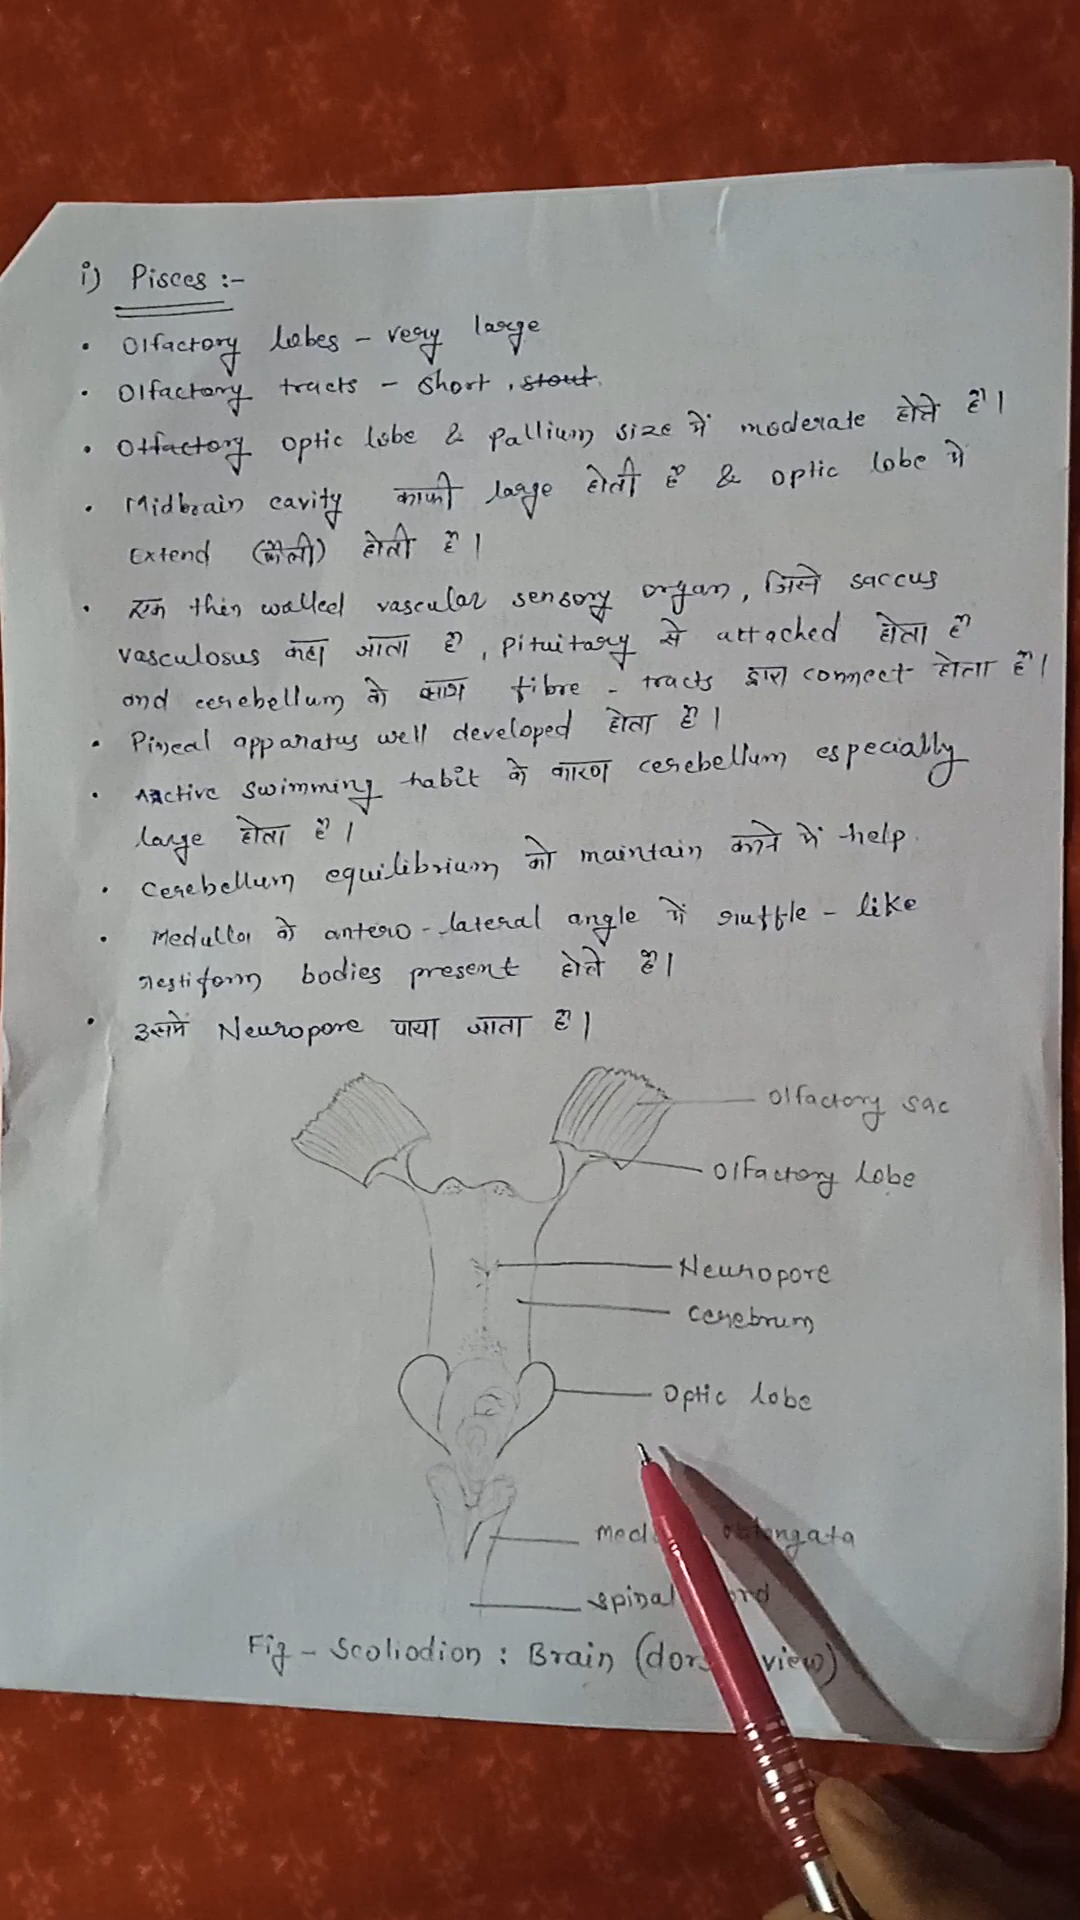 i) Pisces :-
• Olfactory lobes - very large
• Olfactory tracts - short, stout.
• Olfactory optic lobe & pallium size में moderate होते है।
• Midbrain cavity काफी large होती है & optic lobe में
Extend (फैली) होती है।
• एक thin walled vascular sensory organ, जिसे saccus
vasculosus कहा जाता है, pituitary से attached होता है
and cerebellum के साथ fibre - tracts द्वारा connect होता है।
• Pineal apparatus well developed होता है।
• Active swimming habit के कारण cerebellum especially
large होता है।
• Cerebellum equilibrium को maintain करने में help.
• Medulla के antero-lateral angle में ruffle-like
restiform bodies present होते है।
• उसमें Neuropore पाया जाता है।
Olfactory sac
Olfactory lobe
Neuropore
cerebrum
Optic lobe
spinal
Fig - Scoliodion : Brain (dor view)